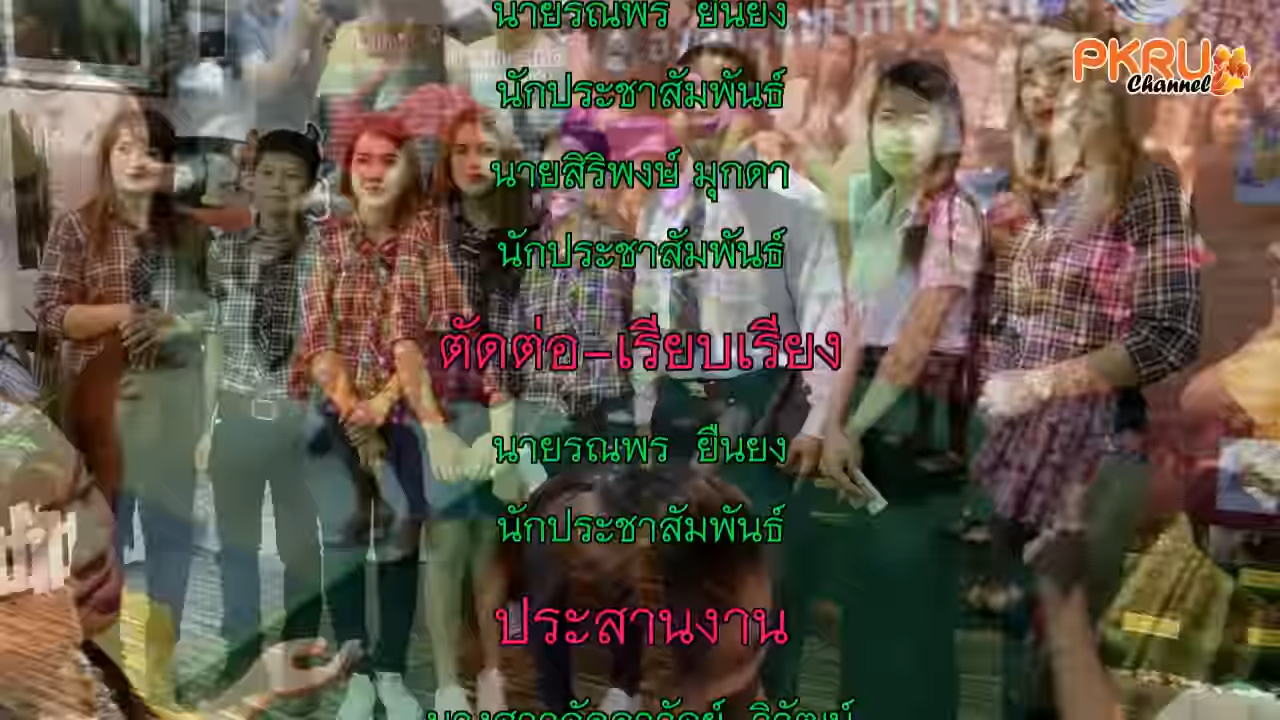 นายรณพร ยืนยง
PKRU
Channel
นักประชาสัมพันธ์
นายสิริพงษ์ มุกดา
นักประชาสัมพันธ์
ตัดต่อ-เรียบเรียง
นายรณพร ยืนยง
นักประชาสัมพันธ์
ประสานงาน